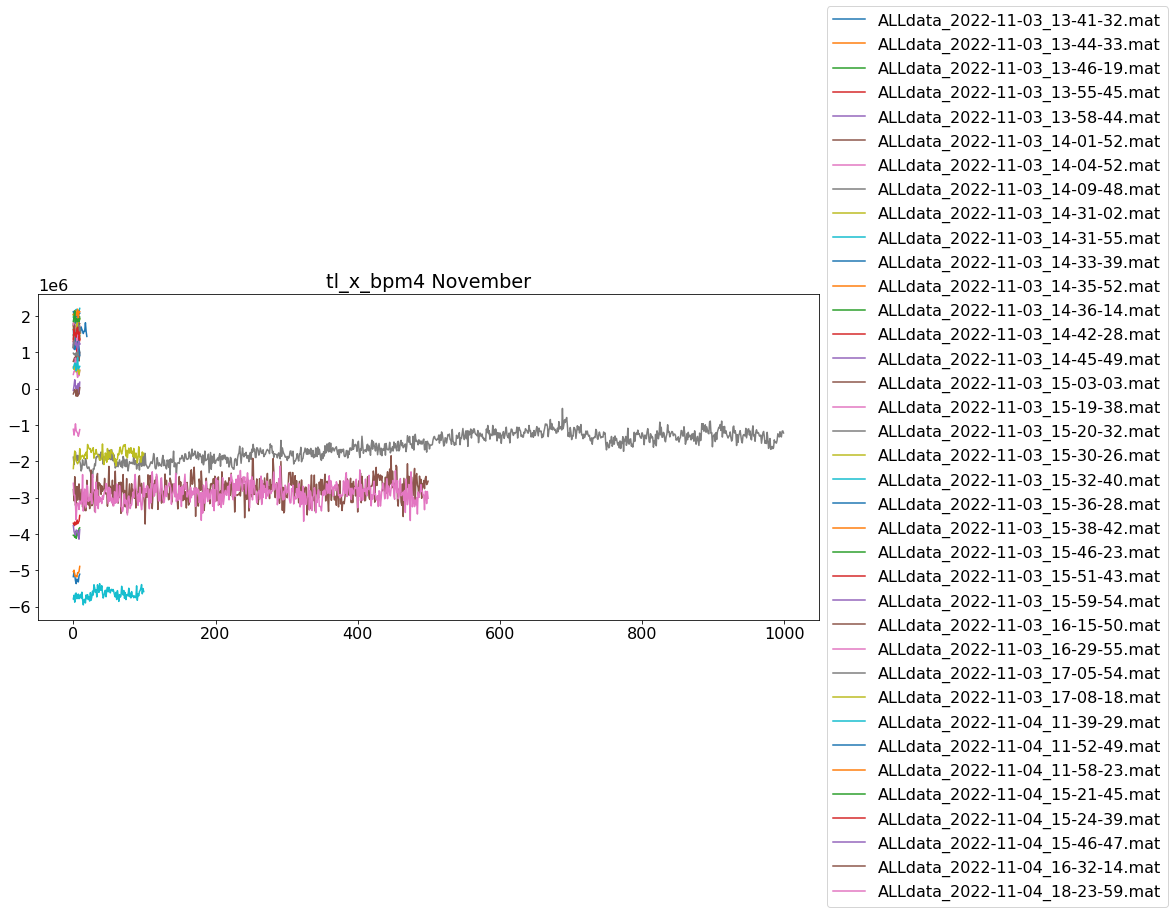 tl_x_bpm4 November
1e6
2
1
0
−1
−2
−3
−4
−5
−6
0 200 400 600 800 1000
ALLdata_2022-11-03_13-41-32.mat
ALLdata_2022-11-03_13-44-33.mat
ALLdata_2022-11-03_13-46-19.mat
ALLdata_2022-11-03_13-55-45.mat
ALLdata_2022-11-03_13-58-44.mat
ALLdata_2022-11-03_14-01-52.mat
ALLdata_2022-11-03_14-04-52.mat
ALLdata_2022-11-03_14-09-48.mat
ALLdata_2022-11-03_14-31-02.mat
ALLdata_2022-11-03_14-31-55.mat
ALLdata_2022-11-03_14-33-39.mat
ALLdata_2022-11-03_14-35-52.mat
ALLdata_2022-11-03_14-36-14.mat
ALLdata_2022-11-03_14-42-28.mat
ALLdata_2022-11-03_14-45-49.mat
ALLdata_2022-11-03_15-03-03.mat
ALLdata_2022-11-03_15-19-38.mat
ALLdata_2022-11-03_15-20-32.mat
ALLdata_2022-11-03_15-30-26.mat
ALLdata_2022-11-03_15-32-40.mat
ALLdata_2022-11-03_15-36-28.mat
ALLdata_2022-11-03_15-38-42.mat
ALLdata_2022-11-03_15-46-23.mat
ALLdata_2022-11-03_15-51-43.mat
ALLdata_2022-11-03_15-59-54.mat
ALLdata_2022-11-03_16-15-50.mat
ALLdata_2022-11-03_16-29-55.mat
ALLdata_2022-11-03_17-05-54.mat
ALLdata_2022-11-03_17-08-18.mat
ALLdata_2022-11-04_11-39-29.mat
ALLdata_2022-11-04_11-52-49.mat
ALLdata_2022-11-04_11-58-23.mat
ALLdata_2022-11-04_15-21-45.mat
ALLdata_2022-11-04_15-24-39.mat
ALLdata_2022-11-04_15-46-47.mat
ALLdata_2022-11-04_16-32-14.mat
ALLdata_2022-11-04_18-23-59.mat